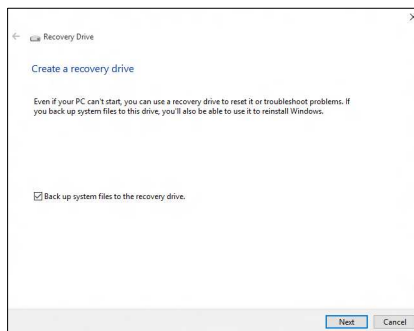 Recovery Drive
Create a recovery drive
Even if your PC can't start, you can use a recovery drive to reset it or troubleshoot problems. If
you back up system files to this drive, you'll also be able to use it to reinstall Windows.
Back up system files to the recovery drive.
Next Cancel